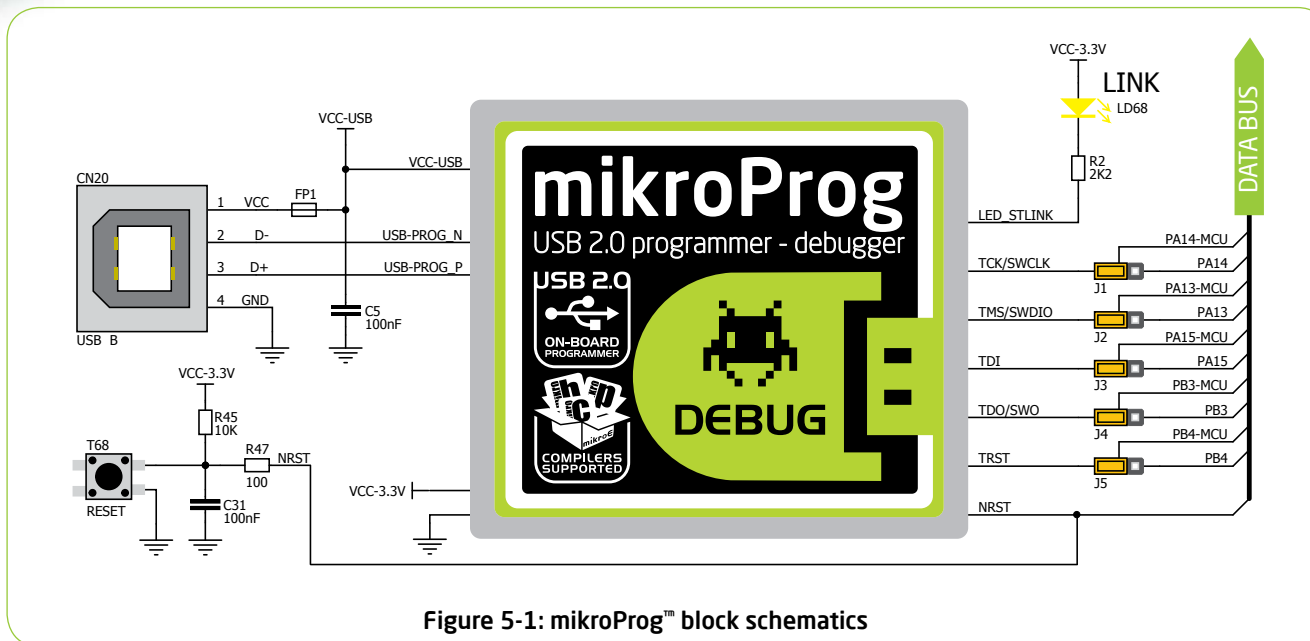 VCC-3.3V
LINK
LD68
R2
2K2
DATA BUS
VCC-USB
VCC-USB
CN20
1 VCC FP1
2 D- USB-PROG_N
3 D+ USB-PROG_P
4 GND
USB B
C5
100nF
mikroProg
USB 2.0 programmer - debugger
USB 2.0
ON-BOARD
PROGRAMMER
mikroE
COMPILERS
SUPPORTED
DEBUG
LED_STLINK
PA14-MCU
TCK/SWCLK PA14
J1
PA13-MCU
TMS/SWDIO PA13
J2
PA15-MCU
TDI PA15
J3
PB3-MCU
TDO/SWO PB3
J4
PB4-MCU
TRST PB4
J5
NRST
VCC-3.3V
R45
10K
T68
R47
NRST
100
RESET
C31
100nF
VCC-3.3V
Figure 5-1: mikroProg™ block schematics